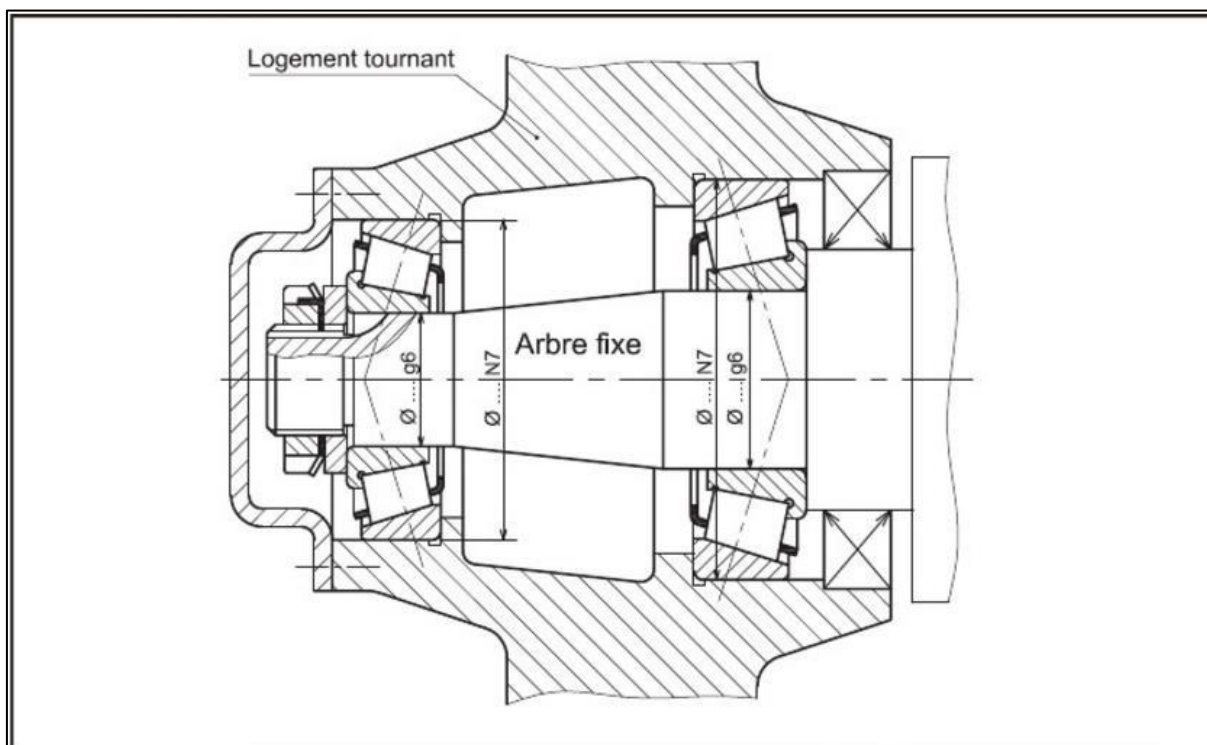 Logement tournant
Arbre fixe
Ø .....g6
Ø .....N7
Ø .....N7
Ø .....g6